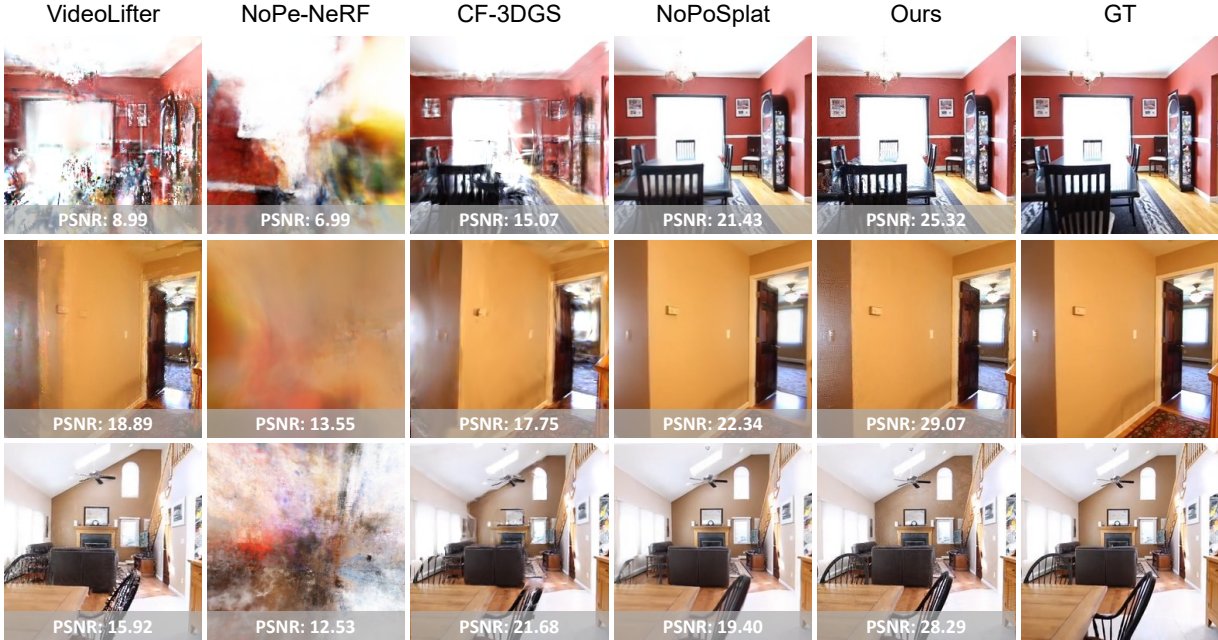 VideoLifter NoPe-NeRF CF-3DGS NoPoSplat Ours GT
PSNR: 8.99 PSNR: 6.99 PSNR: 15.07 PSNR: 21.43 PSNR: 25.32
PSNR: 18.89 PSNR: 13.55 PSNR: 17.75 PSNR: 22.34 PSNR: 29.07
PSNR: 15.92 PSNR: 12.53 PSNR: 21.68 PSNR: 19.40 PSNR: 28.29